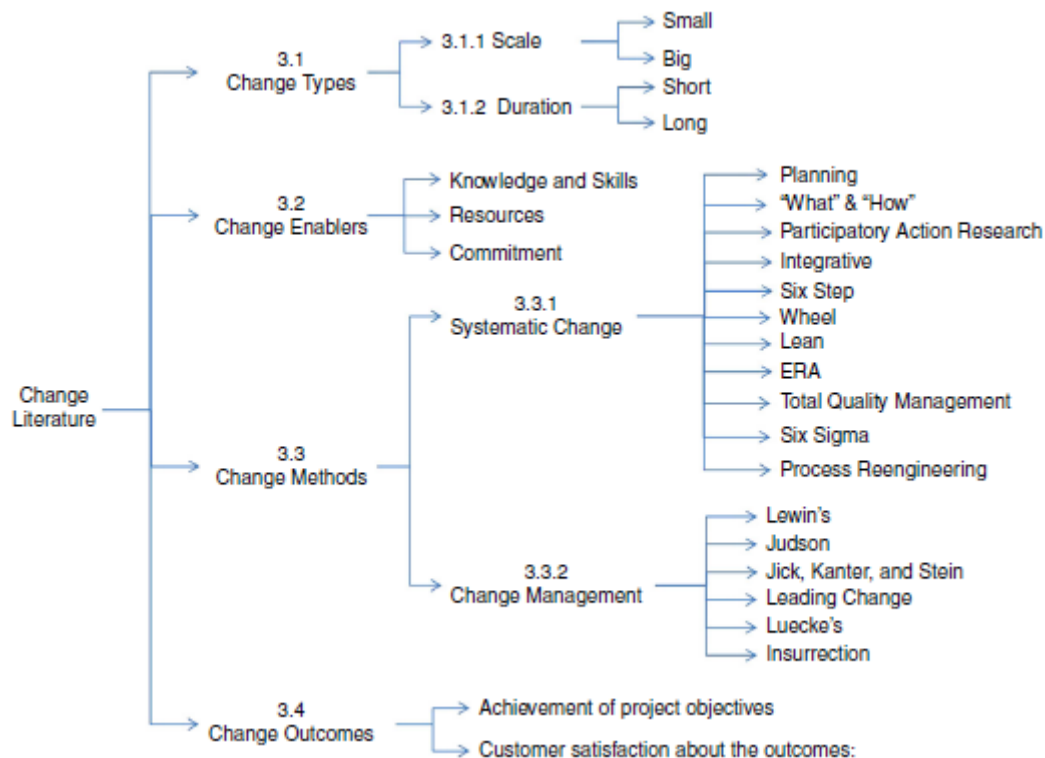 Change
Literature
3.1
Change Types
3.1.1 Scale
Small
Big
3.1.2 Duration
Short
Long
3.2
Change Enablers
Knowledge and Skills
Resources
Commitment
3.3
Change Methods
3.3.1
Systematic Change
Planning
“What” & “How”
Participatory Action Research
Integrative
Six Step
Wheel
Lean
ERA
Total Quality Management
Six Sigma
Process Reengineering
3.3.2
Change Management
Lewin’s
Judson
Jick, Kanter, and Stein
Leading Change
Luecke’s
Insurrection
3.4
Change Outcomes
Achievement of project objectives
Customer satisfaction about the outcomes: